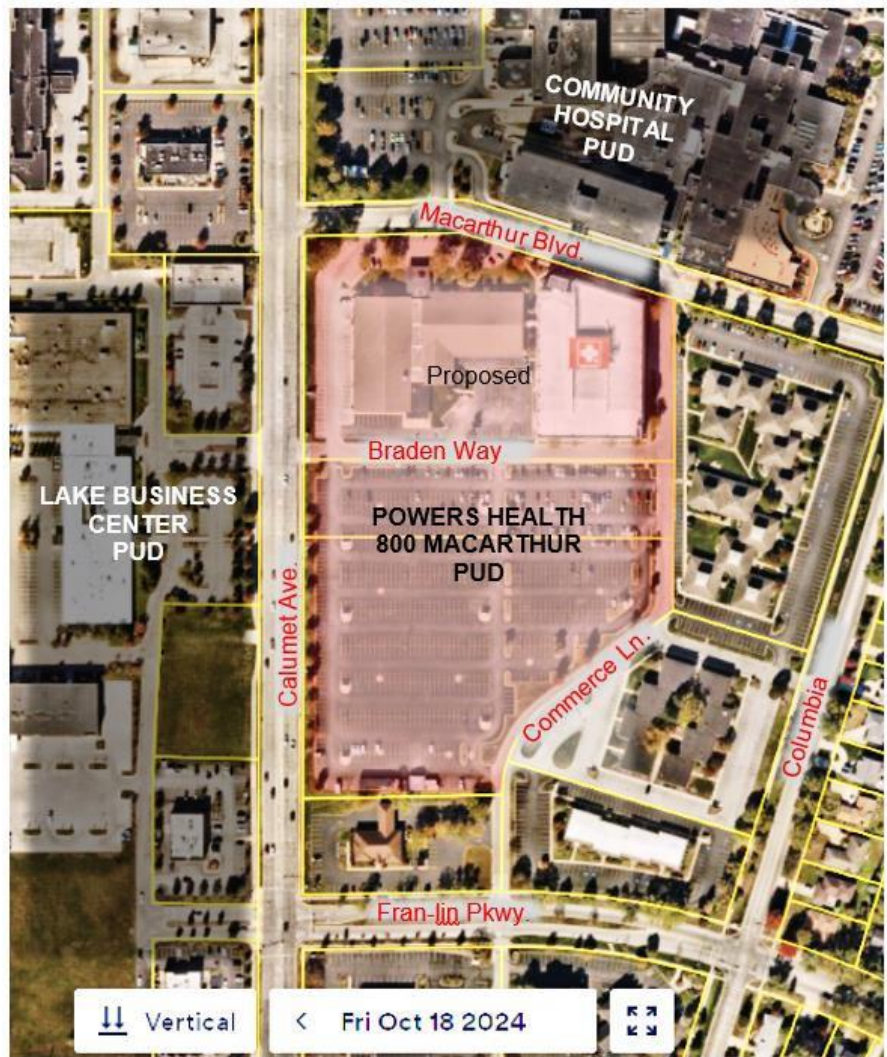 COMMUNITY
HOSPITAL
PUD
Macarthur Blvd.
Proposed
Braden Way
LAKE BUSINESS
CENTER
PUD
POWERS HEALTH
800 MACARTHUR
PUD
Calumet Ave.
Commerce Ln.
Columbia
Fran-lin Pkwy.
Vertical
Fri Oct 18 2024